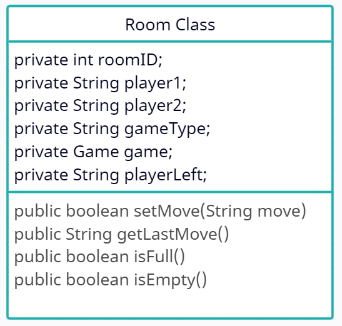 Room Class
private int roomID;
private String player1;
private String player2;
private String gameType;
private Game game;
private String playerLeft;
public boolean setMove(String move)
public String getLastMove()
public boolean isFull()
public boolean isEmpty()